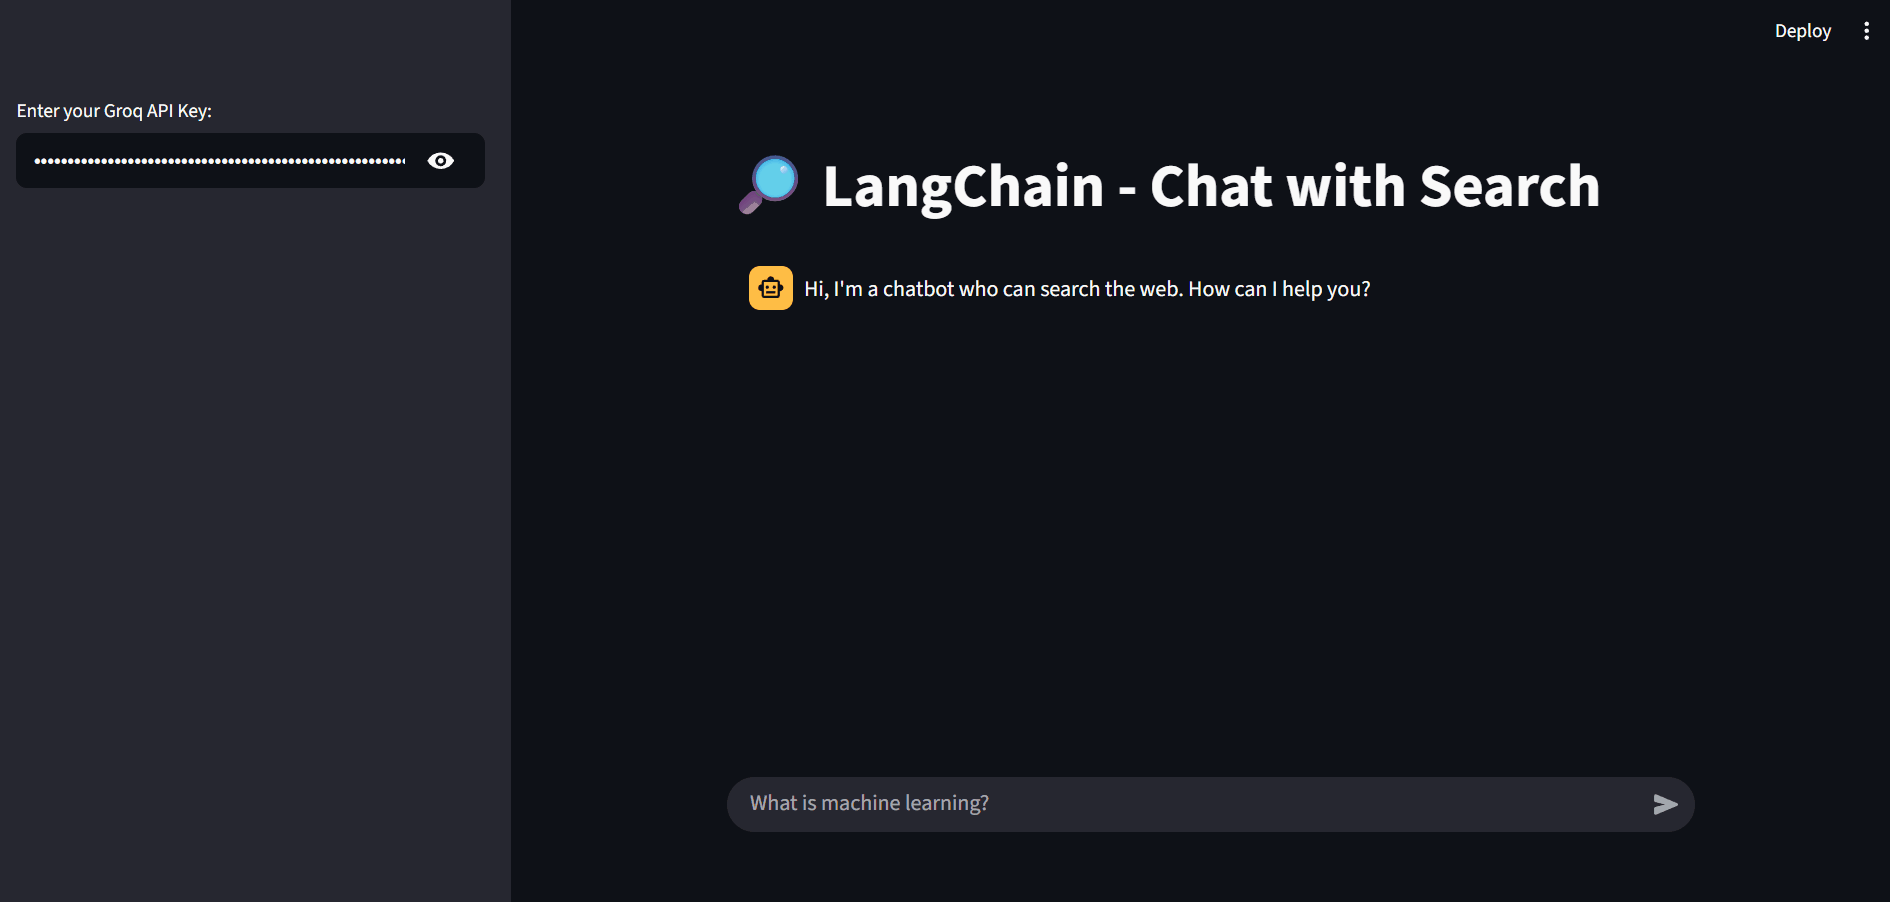 Deploy
Enter your Groq API Key:
LangChain - Chat with Search
Hi, I'm a chatbot who can search the web. How can I help you?
What is machine learning?